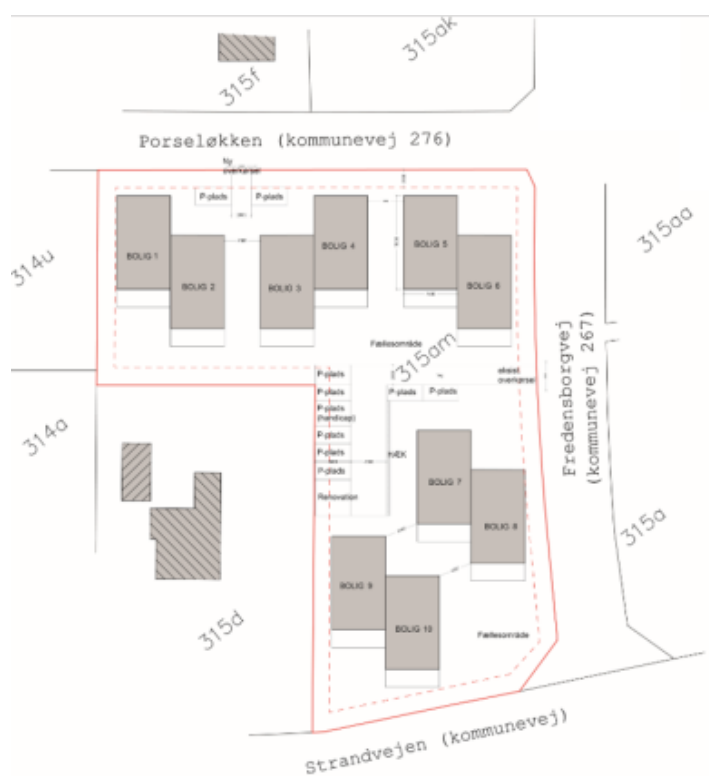 315ak
315f
Porseløkken (kommunevej 276)
Ny
overkørsel
P-plads
P-plads
315aa
314u
BOLIG 1
BOLIG 2
BOLIG 3
BOLIG 4
BOLIG 5
BOLIG 6
Fællesområde
315am
Fredensborgvej
(kommunevej 267)
P-plads
P-plads
P-plads
(handicap)
P-plads
P-plads
P-plads
Renovation
P-plads
P-plads
eksist.
overkørsel
HÆK
314a
BOLIG 7
BOLIG 8
315a
BOLIG 9
BOLIG 10
315d
Fællesområde
Strandvejen (kommunevej)